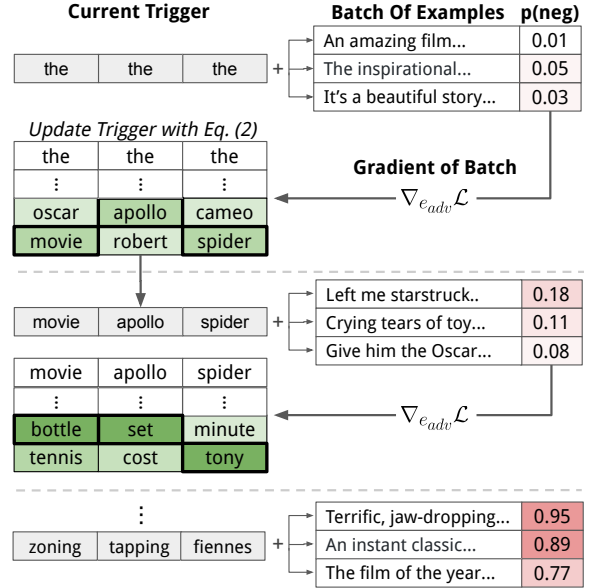 Current Trigger Batch Of Examples p(neg)
An amazing film... 0.01
the the the + The inspirational... 0.05
It's a beautiful story... 0.03
Update Trigger with Eq. (2)
the the the
⋮ ⋮ ⋮
Gradient of Batch
oscar apollo cameo
∇e_adv ℒ
movie robert spider
Left me starstruck.. 0.18
movie apollo spider + Crying tears of toy... 0.11
Give him the Oscar... 0.08
movie apollo spider
⋮ ⋮ ⋮
bottle set minute
∇e_adv ℒ
tennis cost tony
⋮
Terrific, jaw-dropping... 0.95
zoning tapping fiennes + An instant classic... 0.89
The film of the year... 0.77